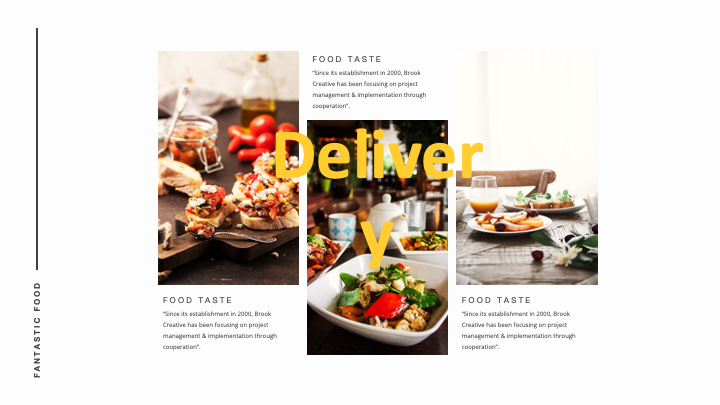 FOOD TASTE
“Since its establishment in 2000, Brook
Creative has been focusing on project
management & implementation through
cooperation”.
Deliver
y
FOOD TASTE
“Since its establishment in 2000, Brook
Creative has been focusing on project
management & implementation through
cooperation”.
FOOD TASTE
“Since its establishment in 2000, Brook
Creative has been focusing on project
management & implementation through
cooperation”.
FANTASTIC FOOD